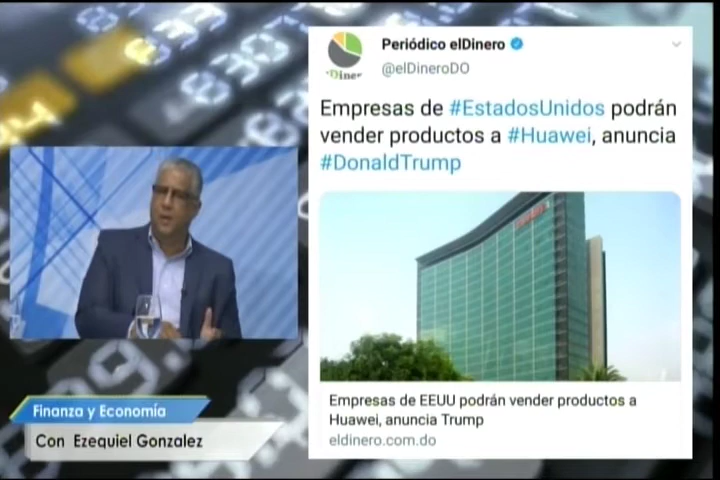 Periódico elDinero
@elDineroDO
Empresas de #EstadosUnidos podrán
vender productos a #Huawei, anuncia
#DonaldTrump
Empresas de EEUU podrán vender productos a
Huawei, anuncia Trump
eldinero.com.do
Finanza y Economía
Con Ezequiel Gonzalez